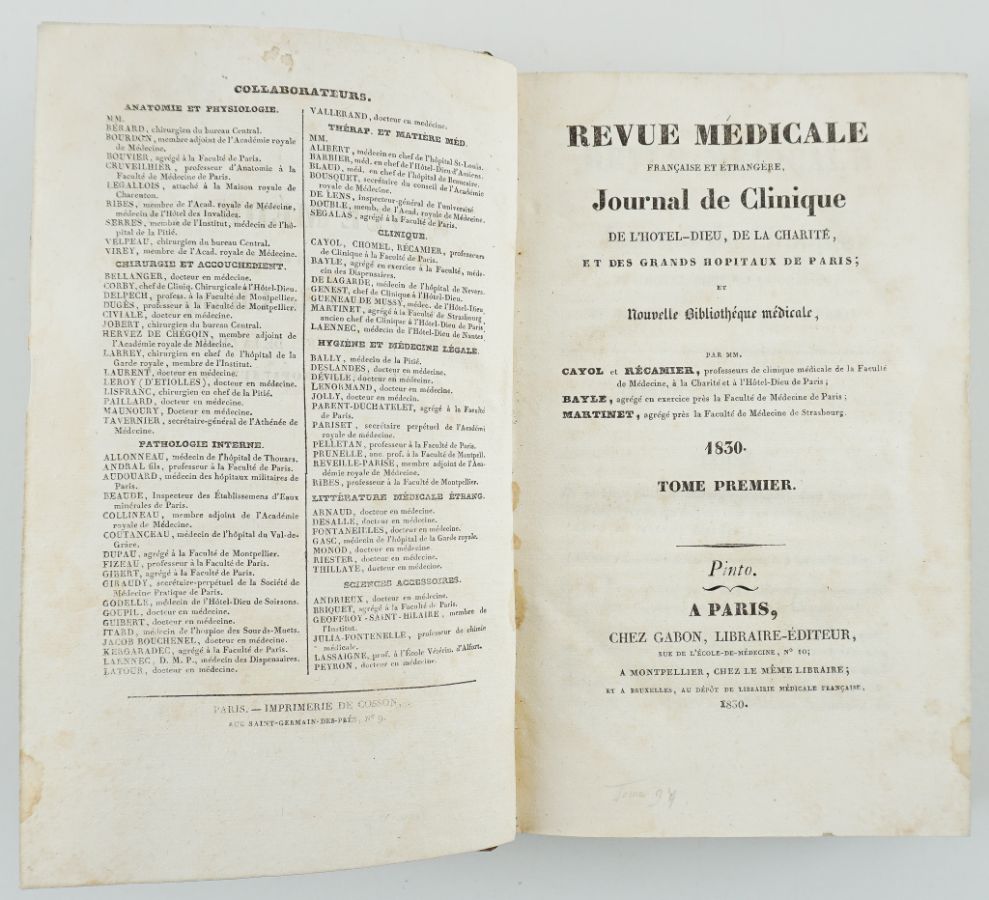 COLLABORATEURS.
ANATOMIE ET PHYSIOLOGIE.
MM.
BÉRARD, chirurgien du bureau Central.
BOURDON, membre adjoint de l'Académie royale
de Médecine.
BOUVIER, agrégé à la Faculté de Paris.
CRUVEILHIER, professeur d'Anatomie à la
Faculté de Médecine de Paris.
LEGALLOIS, attaché à la Maison royale de
Charenton.
RIBES, membre de l'Acad. royale de Médecine,
médecin de l'Hôtel des Invalides.
SERRES, membre de l'Institut, médecin de l'hô-
pital de la Pitié.
VELPEAU, chirurgien du bureau Central.
VIREY, membre de l'Acad. royale de Médecine.
CHIRURGIE ET ACCOUCHEMENT.
BELLANGER, docteur en médecine.
CORBY, chef de Cliniq. Chirurgicale à l'Hôtel-Dieu.
DELPECH, profess. à la Faculté de Montpellier.
DUGÈS, professeur à la Faculté de Montpellier.
CIVIALE, docteur en médecine.
JOBERT, chirurgien du bureau Central.
HERVEZ DE CHÉGOIN, membre adjoint de
l'Académie royale de Médecine.
LARREY, chirurgien en chef de l'hôpital de la
Garde royale, membre de l'Institut.
LAURENT, docteur en médecine.
LEROY (D'ETIOLLES), docteur en médecine.
LISFRANC, chirurgien en chef de la Pitié.
PAILLARD, docteur en médecine.
MAUNOURY, Docteur en médecine.
TAVERNIER, secrétaire-général de l'Athénée de
Médecine.
PATHOLOGIE INTERNE.
ALLONNEAU, médecin de l'hôpital de Thouars.
ANDRAL fils, professeur à la Faculté de Paris.
AUDOUARD, médecin des hôpitaux militaires de
Paris.
BEAUDE, Inspecteur des Établissemens d'Eaux
minérales de Paris.
COLLINEAU, membre adjoint de l'Académie
royale de Médecine.
COUTANCEAU, médecin de l'hôpital du Val-de-
Grâce.
DUPAU, agrégé à la Faculté de Montpellier.
FIZEAU, professeur à la Faculté de Paris.
GIBERT, agrégé à la Faculté de Paris.
GIRAUDY, secrétaire-perpétuel de la Société de
Médecine Pratique de Paris.
GODELLE, médecin de l'Hôtel-Dieu de Soissons.
GOUPIL, docteur en médecine.
GUIBERT, docteur en médecine.
ITARD, médecin de l'hospice des Sourds-Muets.
JACOB BOUCHENEL, docteur en médecine.
KERGARADEC, agrégé à la Faculté de Paris.
LAENNEC, D. M. P., médecin des Dispensaires.
LATOUR, docteur en médecine.
VALLERAND, docteur en médecine.
THÉRAP. ET MATIÈRE MÉD.
MM.
ALIBERT, médecin en chef de l'hôpital St-Louis.
BARBIER, méd. en chef de l'Hôtel-Dieu d'Amiens.
BLAUD, méd. en chef de l'hôpital de Beaucaire.
BOUSQUET, secrétaire du conseil de l'Académie
royale de Médecine.
DE LENS, inspecteur-général de l'université
DOUBLE, memb. de l'Acad. royale de Médecine.
SEGALAS, agrégé à la Faculté de Paris.
CLINIQUE.
CAYOL, CHOMEL, RÉCAMIER, professeurs
de Clinique à la Faculté de Paris.
BAYLE, agrégé en exercice à la Faculté, méde-
cin des Dispensaires.
DE LAGARDE, médecin de l'hôpital de Nevers.
GENEST, chef de Clinique à l'Hôtel-Dieu.
GUENEAU DE MUSSY, médec. de l'Hôtel-Dieu
MARTINET, agrégé à la Faculté de Strasbourg
ancien chef de Clinique à l'Hôtel-Dieu de Paris
LAENNEC, médecin de l'Hôtel-Dieu de Nantes
HYGIÈNE ET MÉDECINE LÉGALE.
BALLY, médecin de la Pitié.
DESLANDES, docteur en médecine.
DÉVILLE, docteur en médecine.
LENORMAND, docteur en médecine.
JOLLY, docteur en médecin.
PARENT-DUCHATELET, agrégé à la Faculté
de Paris.
PARISET, secrétaire perpétuel de l'Académi
royale de médecine.
PELLETAN, professeur à la Faculté de Paris.
PRUNELLE, anc. prof. à la Faculté de Montpell.
REVEILLE-PARISE, membre adjoint de l'Aca-
démie royale de Médecine.
RIBES, professeur à la Faculté de Montpellier.
LITTÉRATURE MÉDICALE ÉTRANG.
ARNAUD, docteur en médecine.
DESALLE, docteur en médecine.
FONTANEILLES, docteur en médecine.
GASC, médecin de l'hôpital de la Garde royale.
MONOD, docteur en médecine.
RIESTER, docteur en médecine.
THILLAYE, docteur en médecine.
SCIENCES ACCESSOIRES.
ANDRIEUX, docteur en médecine.
BRIQUET, agrégé à la Faculté de Paris.
GEOFFROY-SAINT-HILAIRE, membre de
l'Institut.
JULIA-FONTENELLE, professeur de chimie
médicale.
LASSAIGNE, prof. à l'École Vétérin. d'Alfort.
PEYRON, docteur en médecine.
PARIS. — IMPRIMERIE DE COSSON,
RUE SAINT-GERMAIN-DES-PRÉS, N° 9.
REVUE MÉDICALE
FRANÇAISE ET ÉTRANGÈRE,
Journal de Clinique
DE L'HOTEL-DIEU, DE LA CHARITÉ,
ET DES GRANDS HOPITAUX DE PARIS;
ET
Nouvelle Bibliothéque médicale,
PAR MM.
CAYOL et RÉCAMIER, professeurs de clinique médicale de la Faculté
de Médecine, à la Charité et à l'Hôtel-Dieu de Paris;
BAYLE, agrégé en exercice près la Faculté de Médecine de Paris;
MARTINET, agrégé près la Faculté de Médecine de Strasbourg.
1830.
TOME PREMIER.
Pinto.
A PARIS,
CHEZ GABON, LIBRAIRE-ÉDITEUR,
RUE DE L'ÉCOLE-DE-MÉDECINE, N° 10;
A MONTPELLIER, CHEZ LE MÊME LIBRAIRE;
ET A BRUXELLES, AU DÉPÔT DE LIBRAIRIE MÉDICALE FRANÇAISE,
1830.
Tome